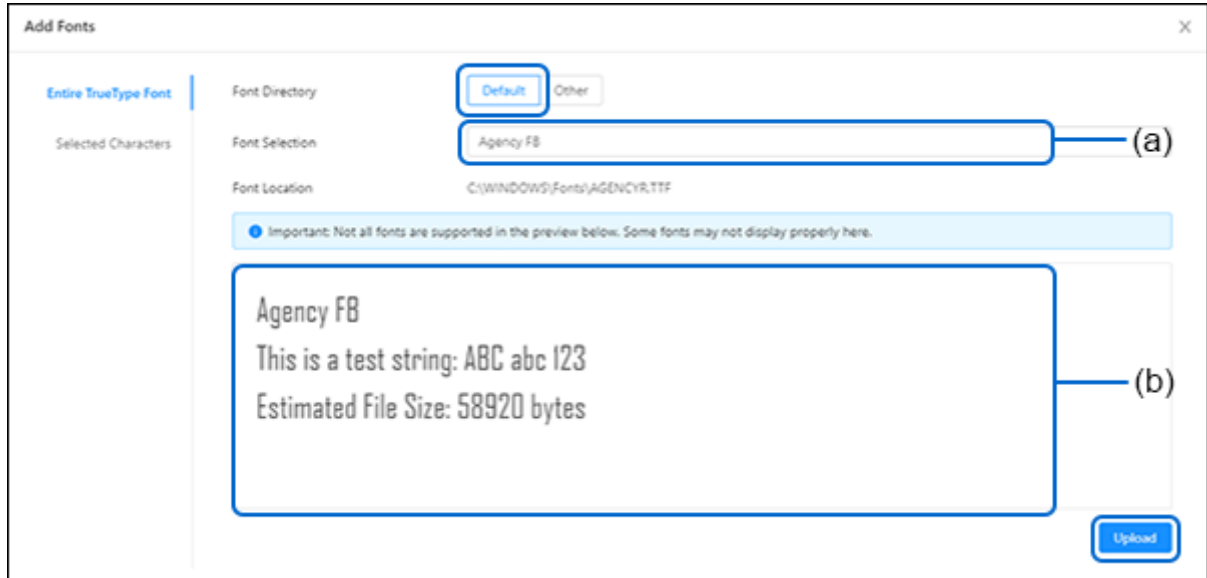 Add Fonts
Entire TrueType Font
Selected Characters
Font Directory
Default
Other
Font Selection
Agency FB
(a)
Font Location
C:\WINDOWS\Fonts\AGENCYR.TTF
Important: Not all fonts are supported in the preview below. Some fonts may not display properly here.
Agency FB
This is a test string: ABC abc 123
Estimated File Size: 58920 bytes
(b)
Upload